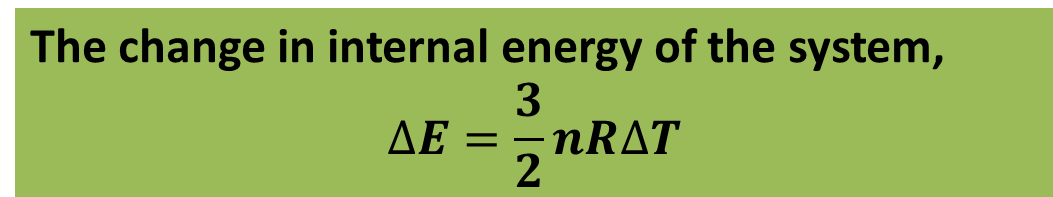 The change in internal energy of the system,
ΔE = 3/2 nRΔT